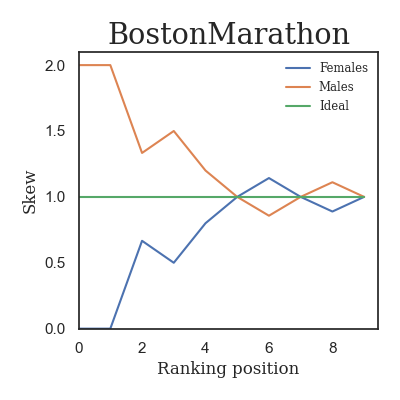 BostonMarathon
Females
Males
Ideal
2.0
1.5
1.0
0.5
0.0
Skew
0 2 4 6 8
Ranking position